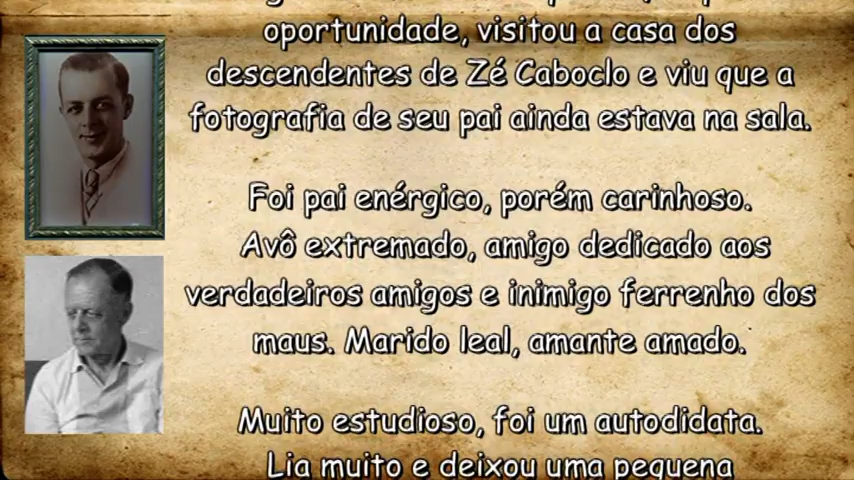 oportunidade, visitou a casa dos
descendentes de Zé Caboclo e viu que a
fotografia de seu pai ainda estava na sala.
Foi pai enérgico, porém carinhoso.
Avô extremado, amigo dedicado aos
verdadeiros amigos e inimigo ferrenho dos
maus. Marido leal, amante amado.
Muito estudioso, foi um autodidata.
Lia muito e deixou uma pequena